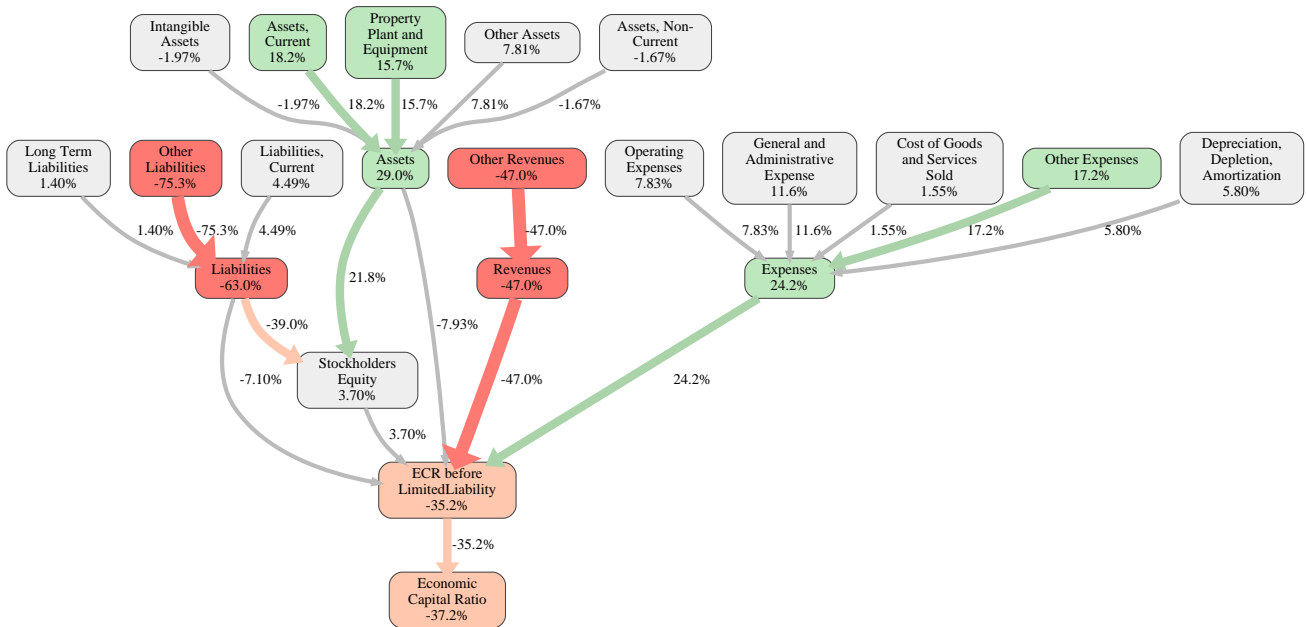 Intangible
Assets
-1.97%
Assets,
Current
18.2%
Property
Plant and
Equipment
15.7%
Other Assets
7.81%
Assets, Non-
Current
-1.67%
-1.97%
18.2%
15.7%
7.81%
-1.67%
Long Term
Liabilities
1.40%
Other
Liabilities
-75.3%
Liabilities,
Current
4.49%
Assets
29.0%
Other Revenues
-47.0%
Operating
Expenses
7.83%
General and
Administrative
Expense
11.6%
Cost of Goods
and Services
Sold
1.55%
Other Expenses
17.2%
Depreciation,
Depletion,
Amortization
5.80%
1.40%
-75.3%
4.49%
-47.0%
7.83%
11.6%
1.55%
17.2%
5.80%
Liabilities
-63.0%
21.8%
Revenues
-47.0%
Expenses
24.2%
-39.0%
-7.93%
Stockholders
Equity
3.70%
-7.10%
-47.0%
24.2%
3.70%
ECR before
LimitedLiability
-35.2%
-35.2%
Economic
Capital Ratio
-37.2%